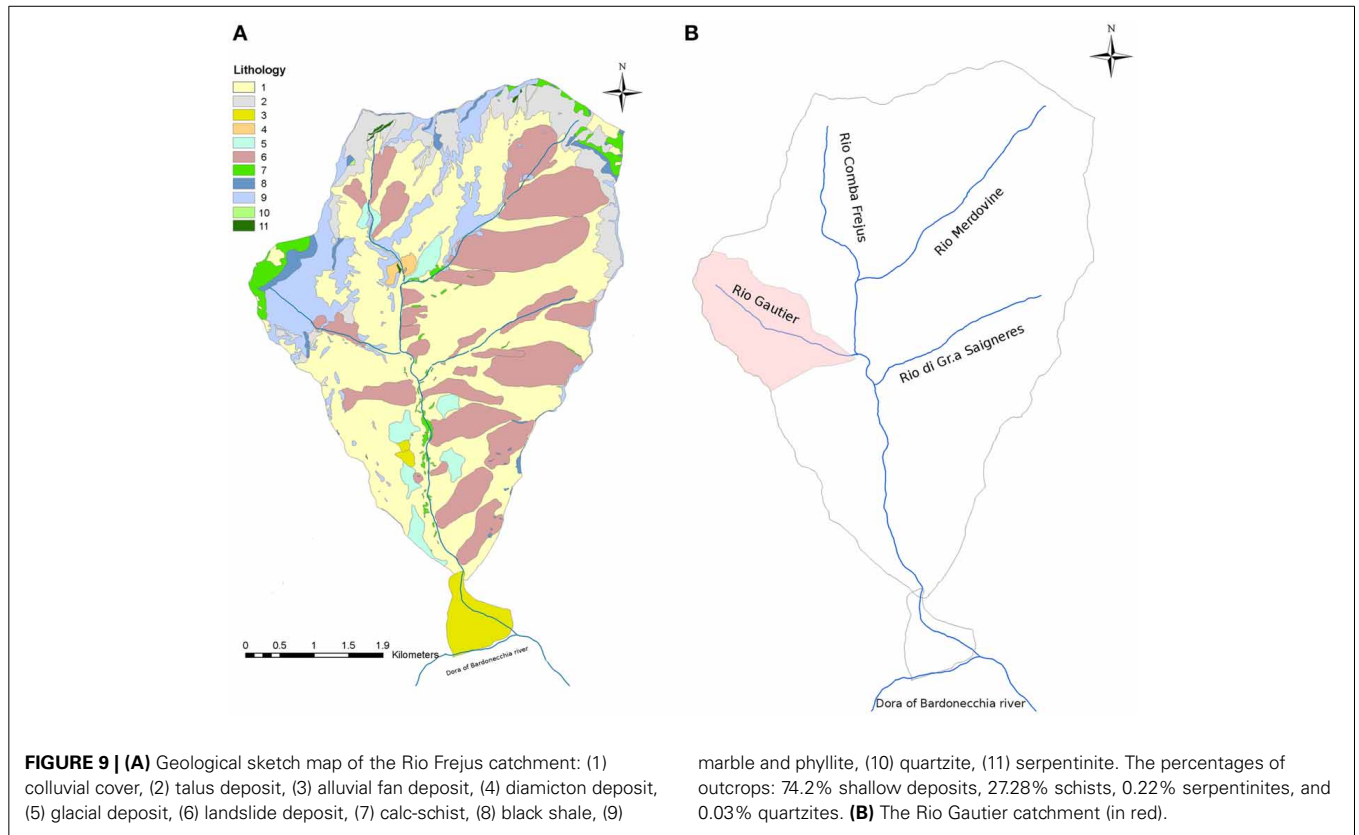 A
N
Lithology
1
2
3
4
5
6
7
8
9
10
11
0 0.5 1 1.5 1.9
Kilometers
Dora of Bardonecchia river
B
N
Rio Comba Frejus
Rio Merdovine
Rio Gautier
Rio di Gr.a Saigneres
Dora of Bardonecchia river
FIGURE 9 | (A) Geological sketch map of the Rio Frejus catchment: (1)
colluvial cover, (2) talus deposit, (3) alluvial fan deposit, (4) diamicton deposit,
(5) glacial deposit, (6) landslide deposit, (7) calc-schist, (8) black shale, (9)
marble and phyllite, (10) quartzite, (11) serpentinite. The percentages of
outcrops: 74.2% shallow deposits, 27.28% schists, 0.22% serpentinites, and
0.03% quartzites. (B) The Rio Gautier catchment (in red).